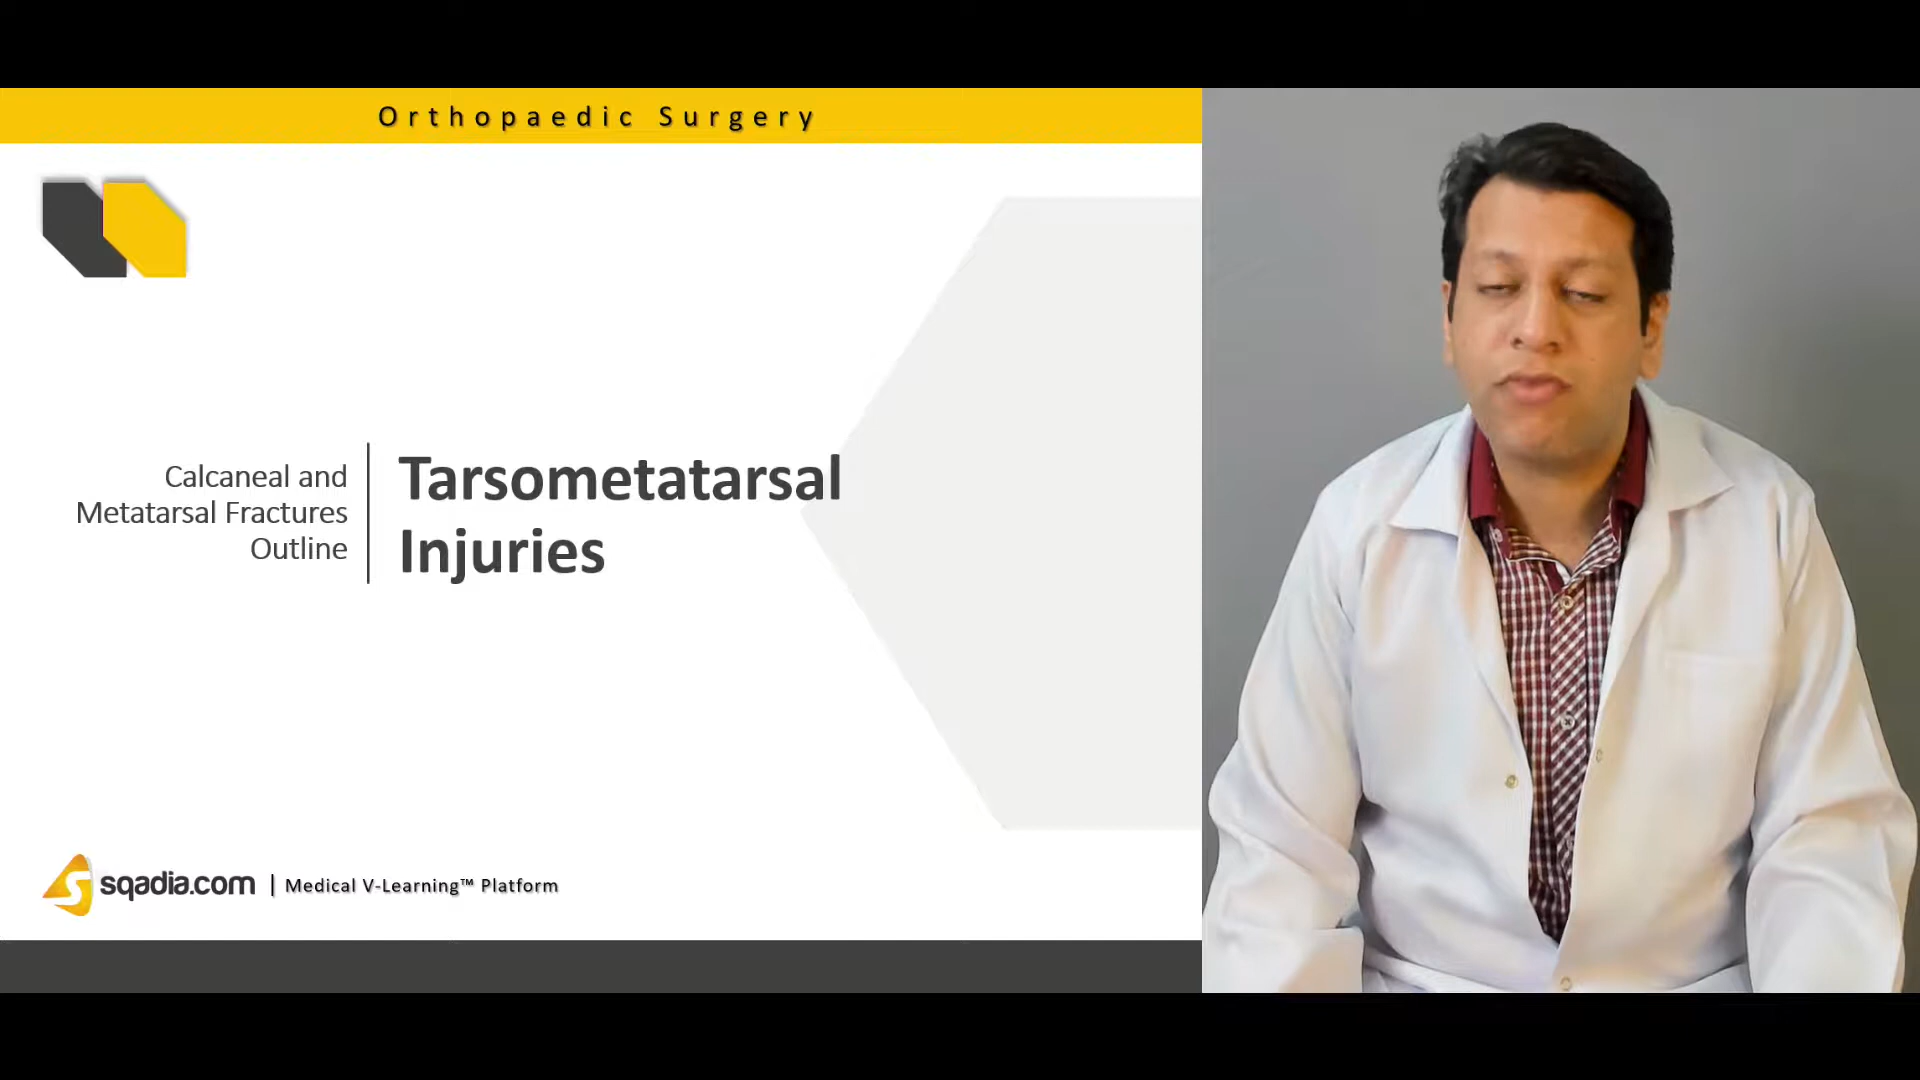 Orthopaedic Surgery
Calcaneal and
Metatarsal Fractures
Outline
Tarsometatarsal
Injuries
sqadia.com | Medical V-Learning™ Platform